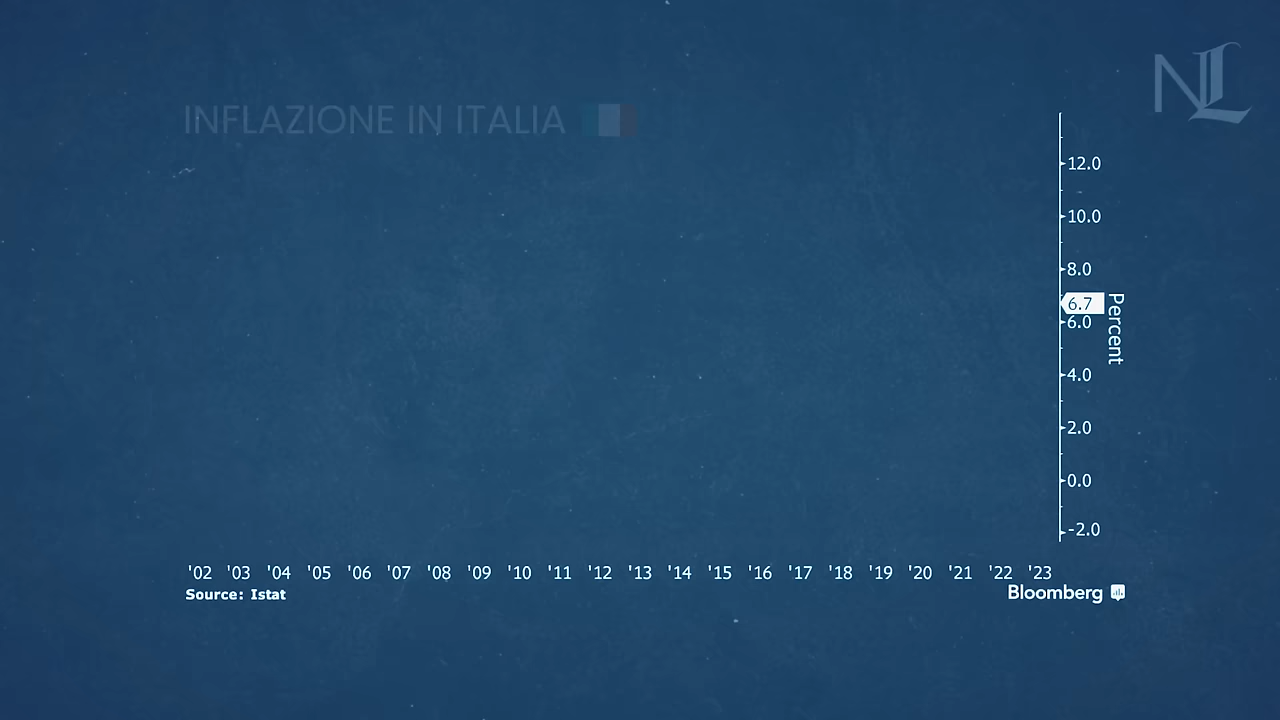 NL
INFLAZIONE IN ITALIA
12.0
10.0
8.0
6.7
6.0
4.0
2.0
0.0
-2.0
Percent
'02 '03 '04 '05 '06 '07 '08 '09 '10 '11 '12 '13 '14 '15 '16 '17 '18 '19 '20 '21 '22 '23
Source: Istat
Bloomberg